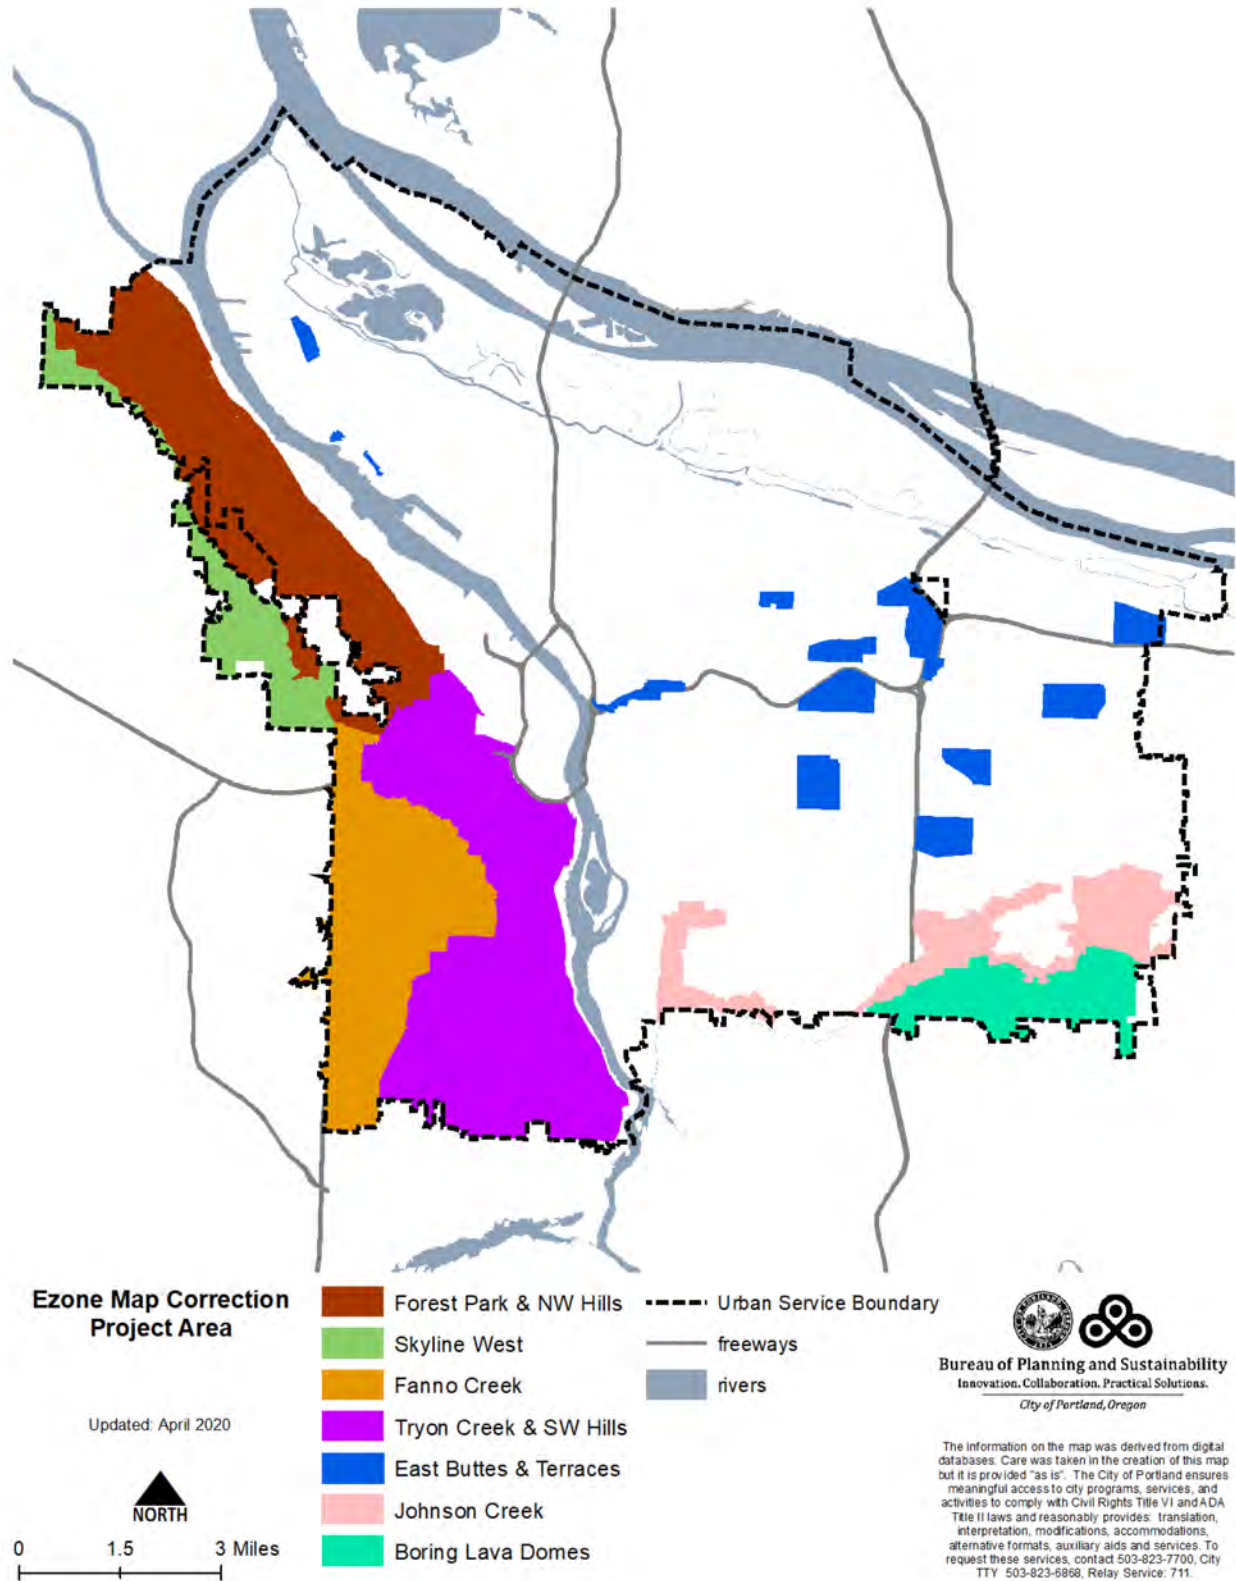 Ezone Map Correction
Project Area
Updated: April 2020
NORTH
0 1.5 3 Miles
Forest Park & NW Hills
Skyline West
Fanno Creek
Tryon Creek & SW Hills
East Buttes & Terraces
Johnson Creek
Boring Lava Domes
Urban Service Boundary
freeways
rivers
Bureau of Planning and Sustainability
Innovation. Collaboration. Practical Solutions.
City of Portland, Oregon
The information on the map was derived from digital
databases. Care was taken in the creation of this map
but it is provided "as is". The City of Portland ensures
meaningful access to city programs, services, and
activities to comply with Civil Rights Title VI and ADA
Title II laws and reasonably provides: translation,
interpretation, modifications, accommodations,
alternative formats, auxiliary aids and services. To
request these services, contact 503-823-7700, City
TTY 503-823-6868, Relay Service: 711.